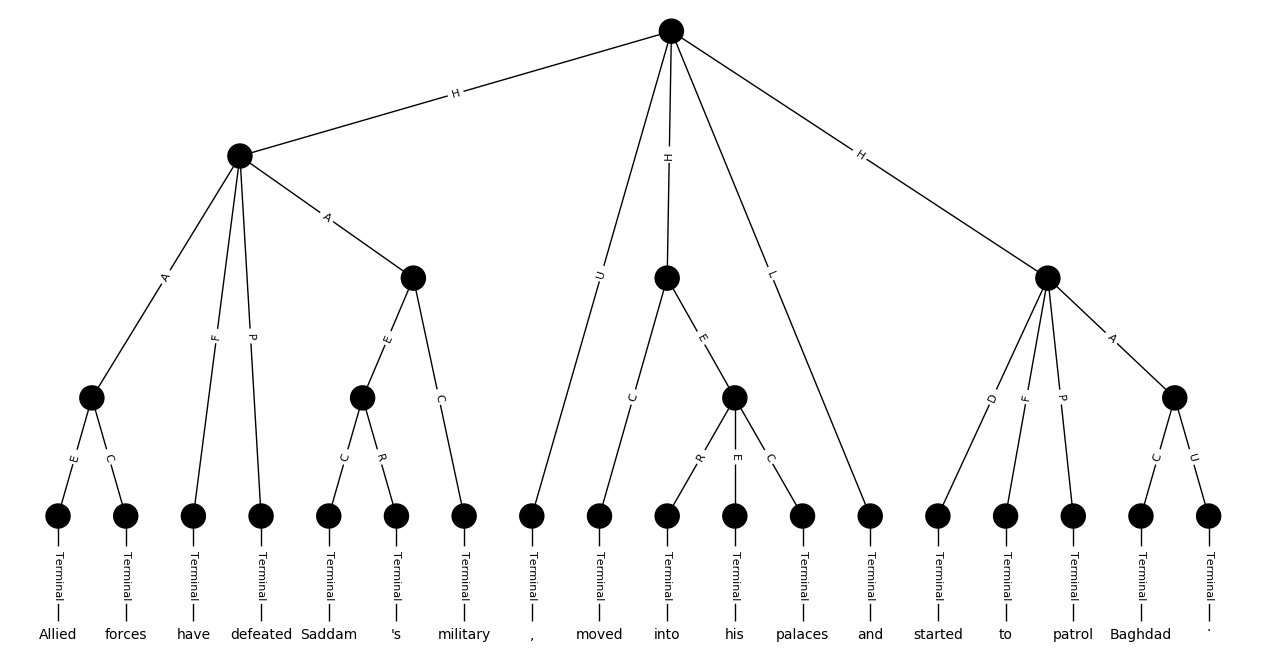 H
A
H
U
H
L
H
A
F
P
E
C
C
E
D
F
P
A
E
C
C
R
R
E
C
C
U
Terminal Terminal Terminal Terminal Terminal Terminal Terminal Terminal Terminal Terminal Terminal Terminal Terminal Terminal Terminal Terminal Terminal Terminal
Allied forces have defeated Saddam 's military , moved into his palaces and started to patrol Baghdad .